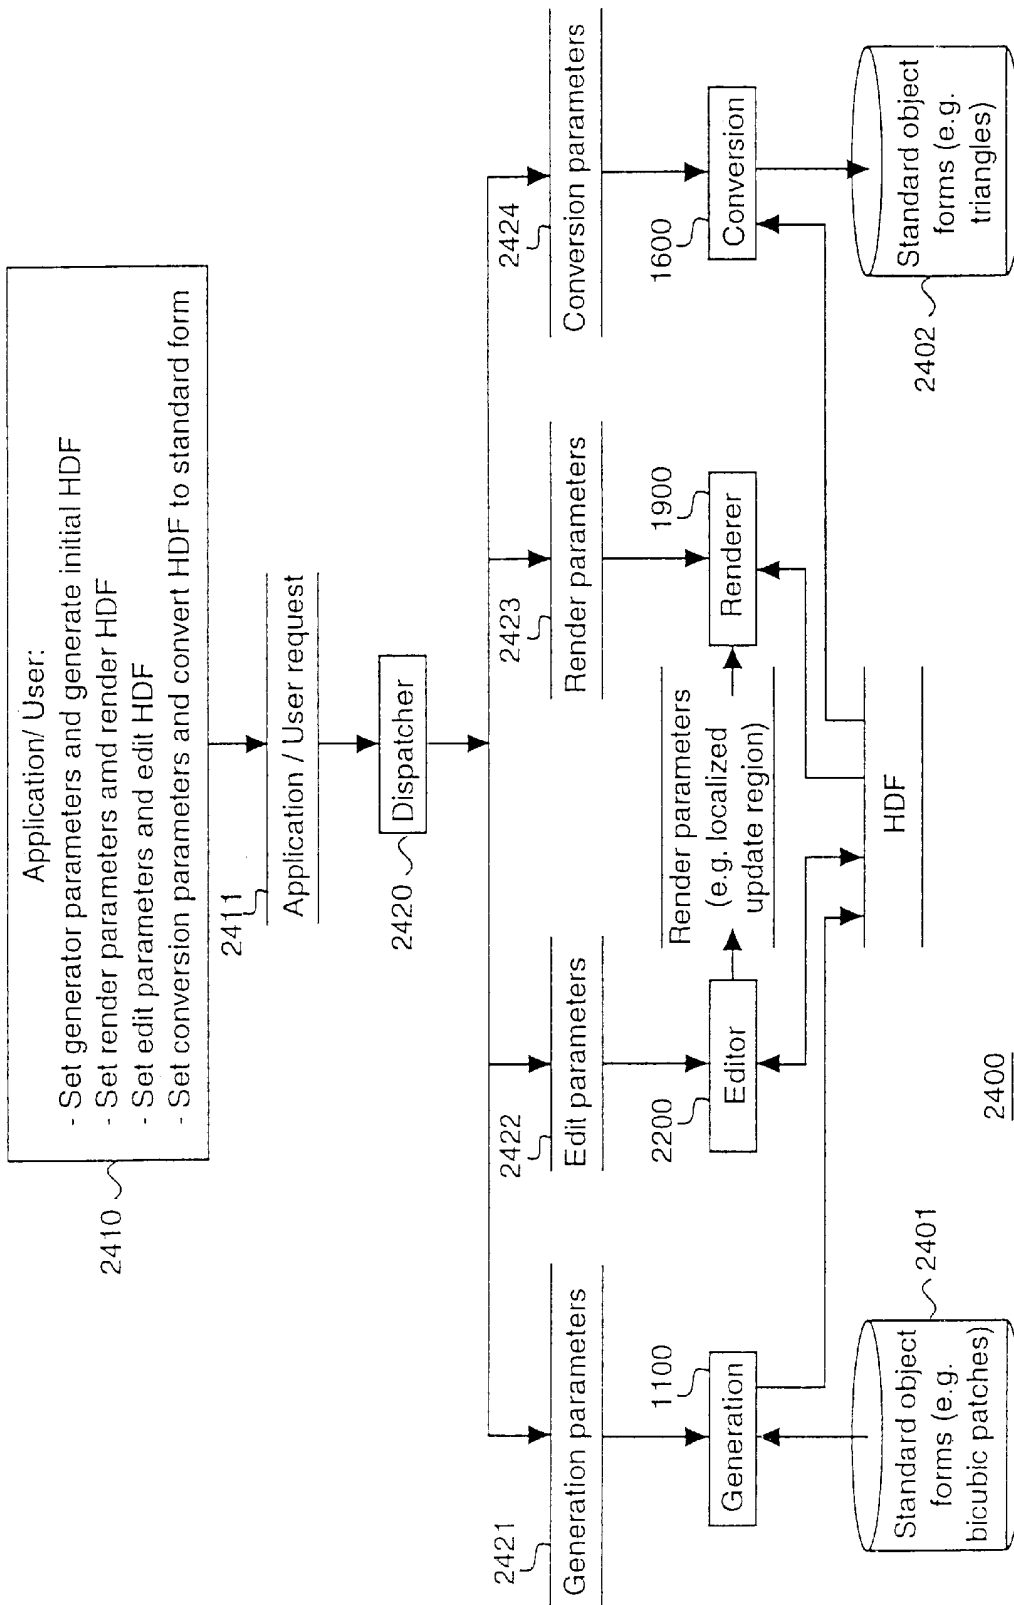 Application/ User:
- Set generator parameters and generate initial HDF
- Set render parameters amd render HDF
- Set edit parameters and edit HDF
- Set conversion parameters and convert HDF to standard form
2410
2411
Application / User request
2420
Dispatcher
2421
Generation parameters
2422
Edit parameters
2423
Render parameters
2424
Conversion parameters
1100
Generation
2200
Editor
Render parameters
(e.g. localized
update region)
1900
Renderer
1600
Conversion
2401
Standard object
forms (e.g.
bicubic patches)
HDF
2402
Standard object
forms (e.g.
triangles)
2400